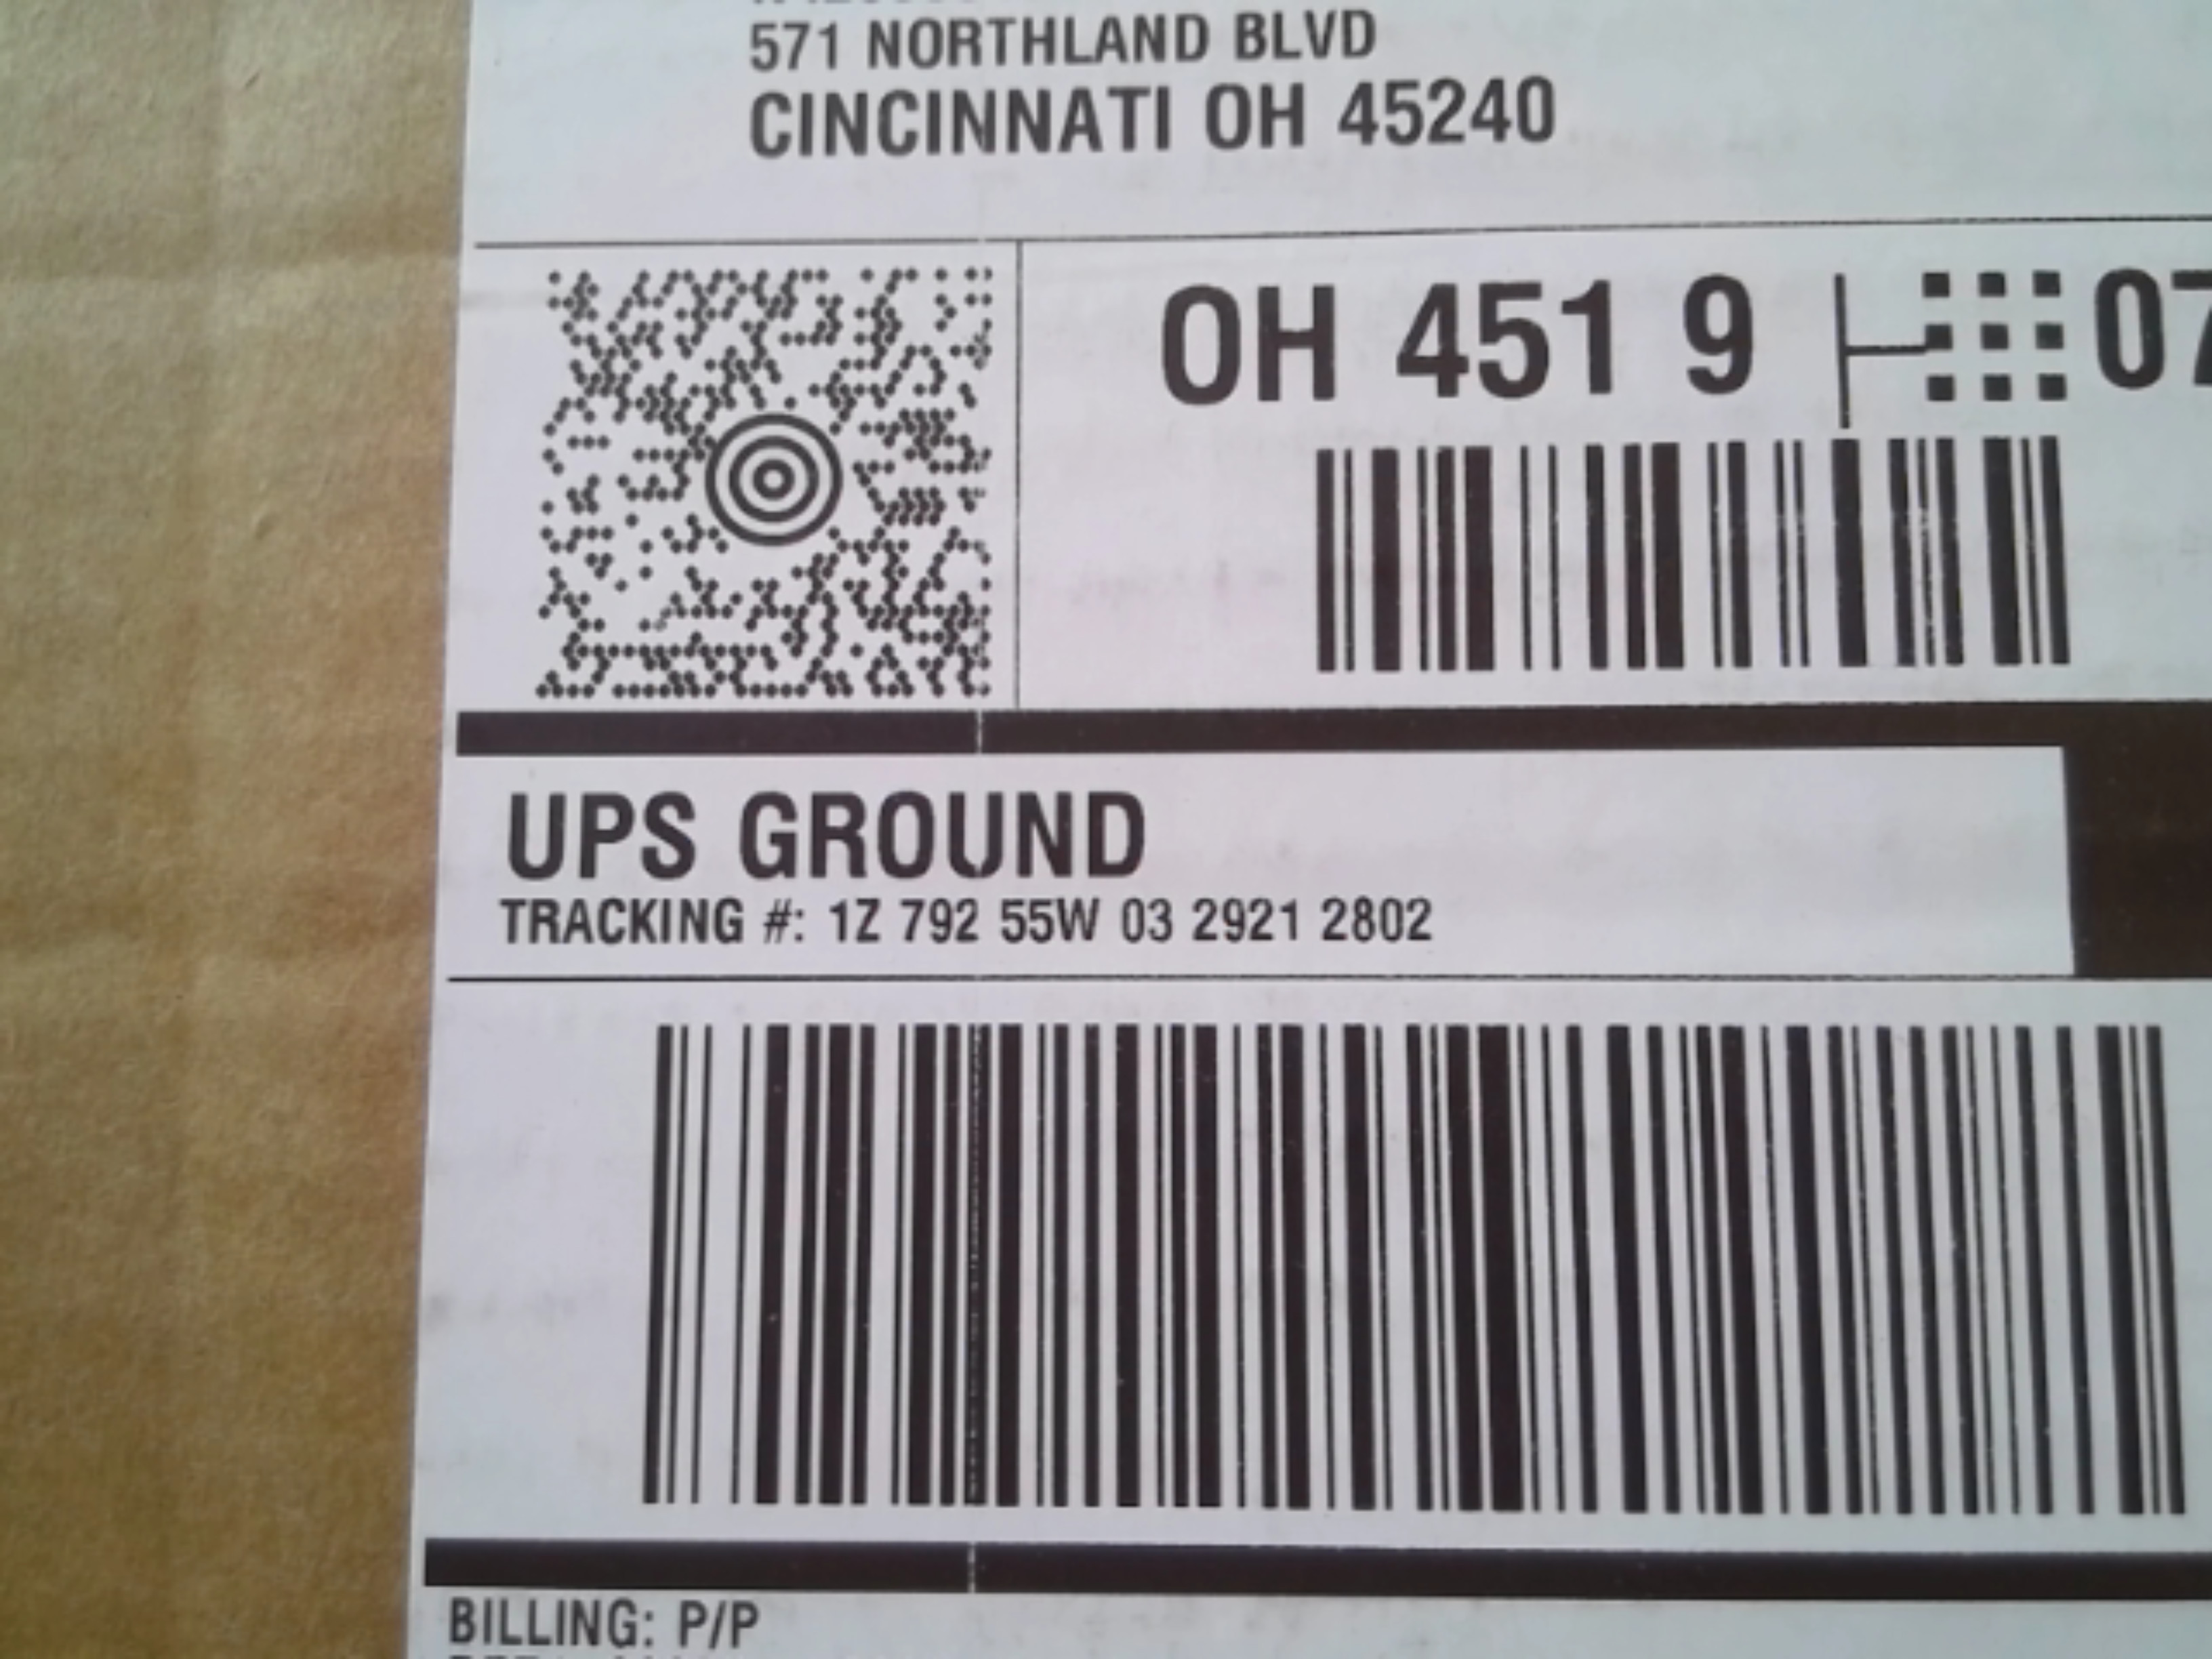 571 NORTHLAND BLVD
CINCINNATI OH 45240
OH 451 9
UPS GROUND
TRACKING #: 1Z 792 55W 03 2921 2802
BILLING: P/P